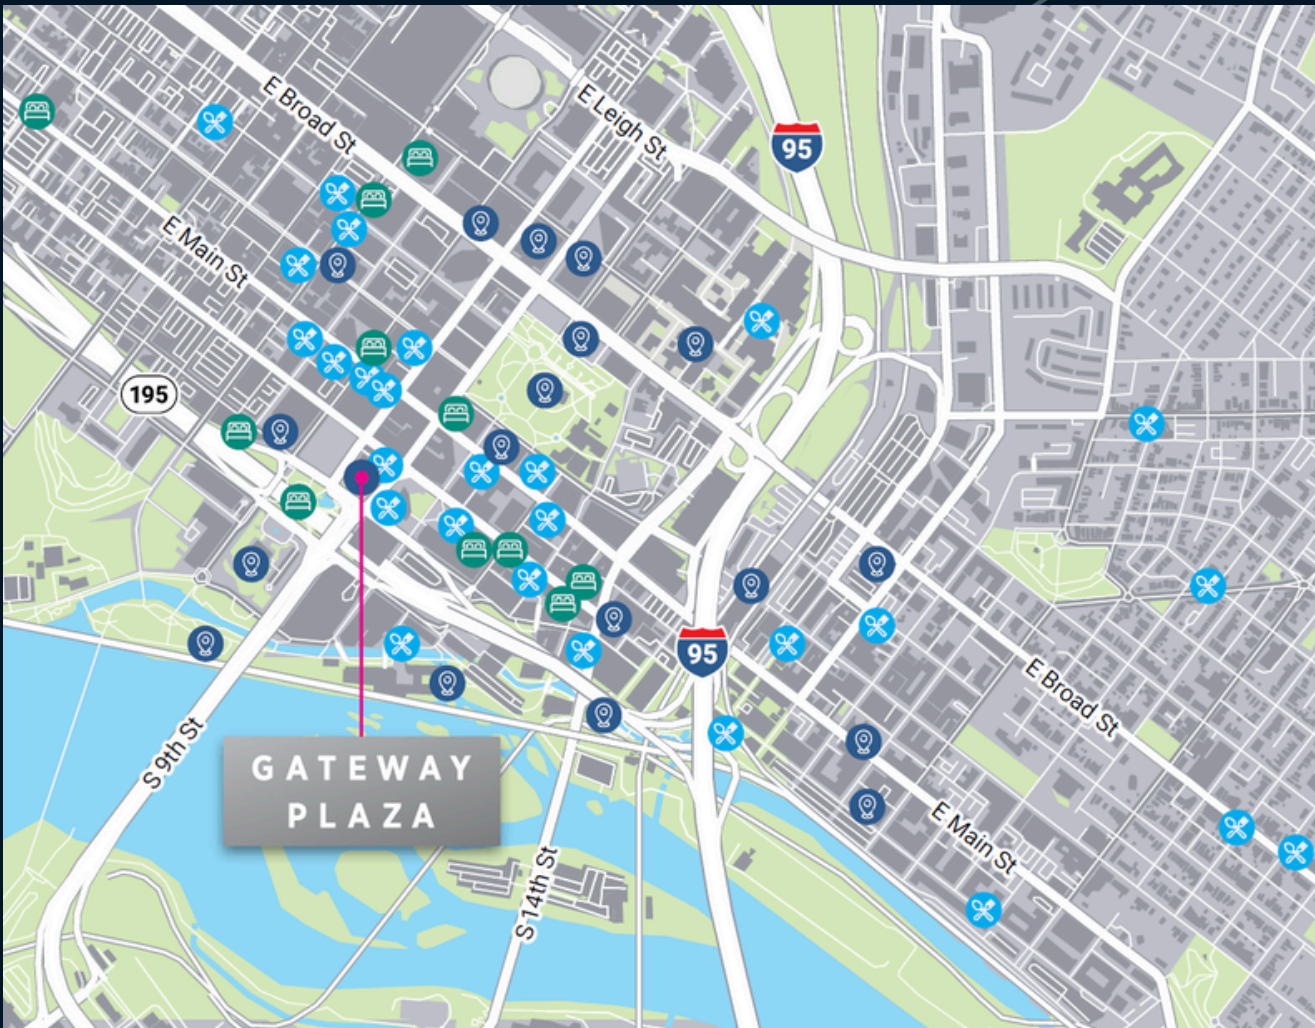 E Broad St
E Leigh St
95
E Main St
195
95
E Broad St
S 9th St
GATEWAY
PLAZA
E Main St
S 14th St